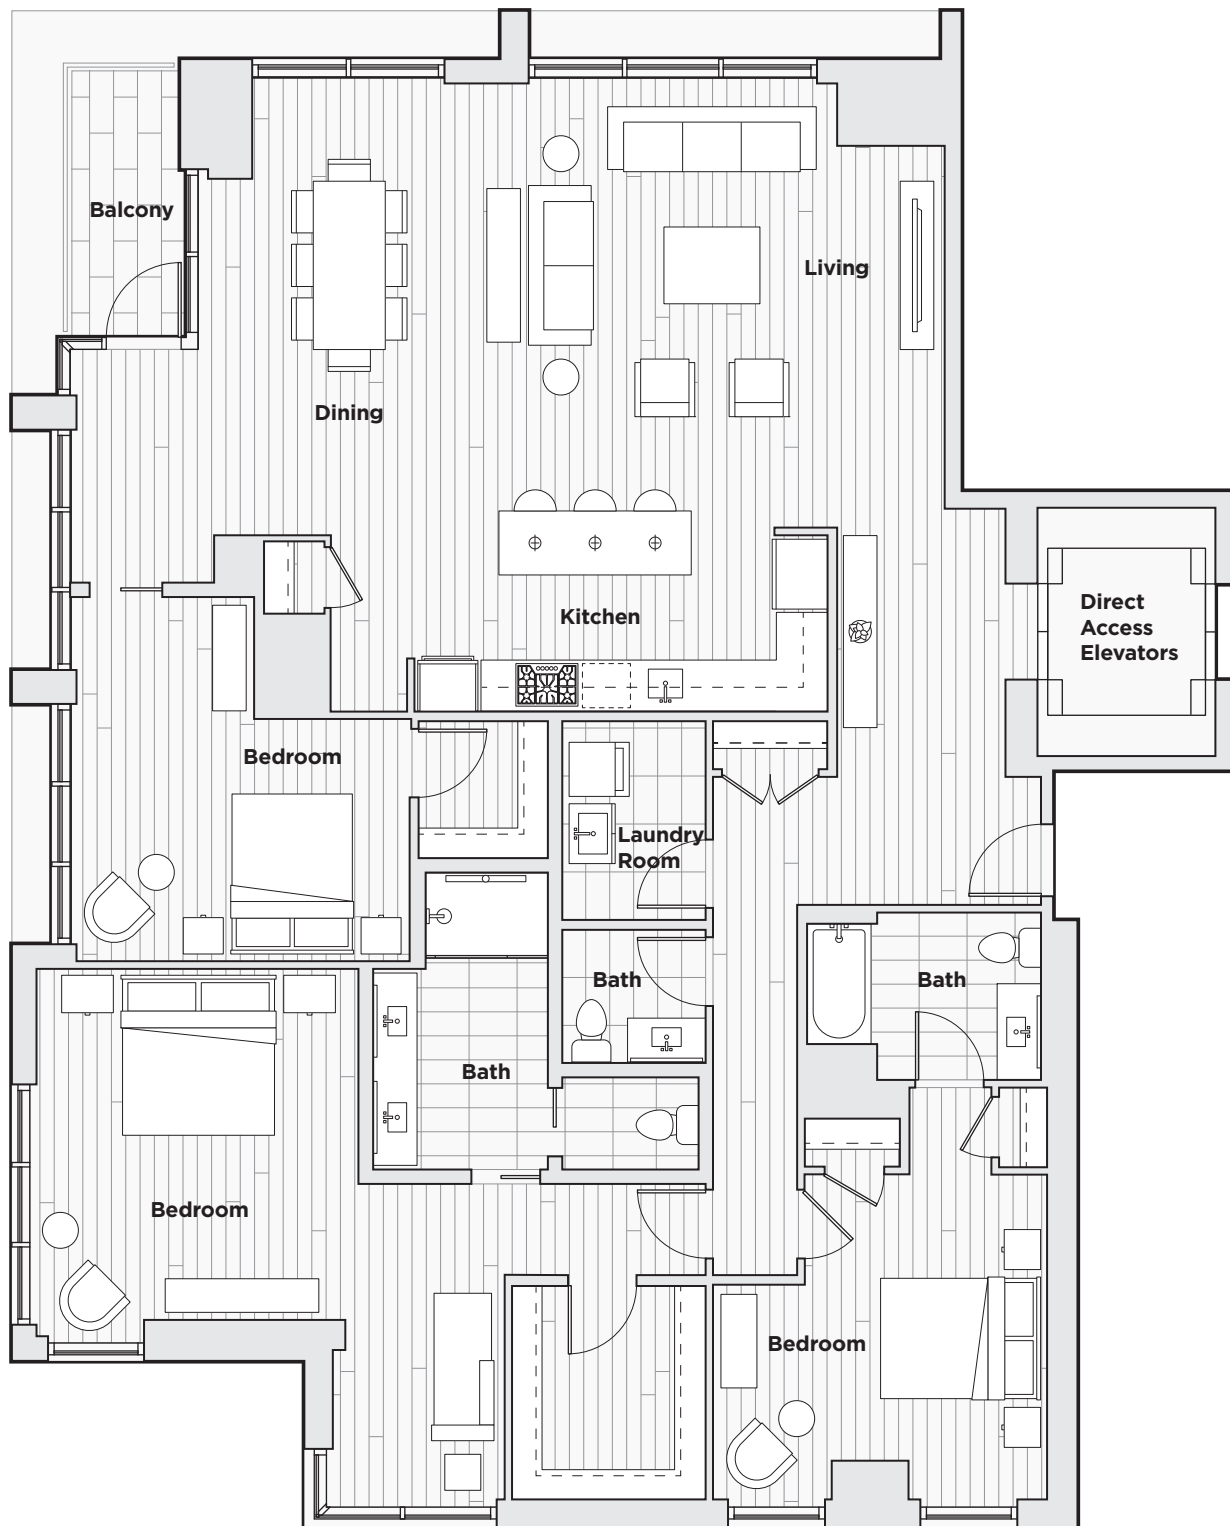 Balcony
Living
Dining
Direct
Access
Elevators
Kitchen
Bedroom
Laundry
Room
Bath
Bath
Bath
Bedroom
Bedroom